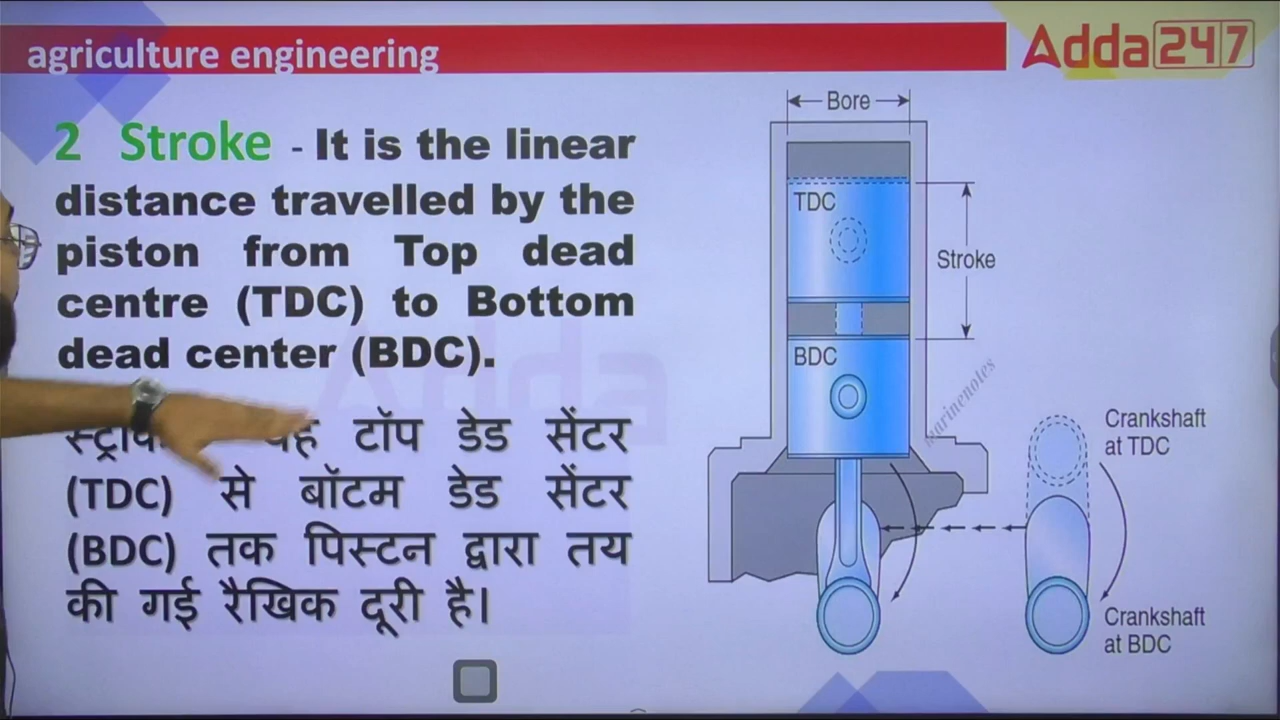 agriculture engineering
Adda247
2 Stroke - It is the linear
distance travelled by the
piston from Top dead
centre (TDC) to Bottom
dead center (BDC).
टॉप डेड सेंटर
(TDC) से बॉटम डेड सेंटर
(BDC) तक पिस्टन द्वारा तय
की गई रैखिक दूरी है।
Bore
TDC
Stroke
BDC
marinenotes
Crankshaft
at TDC
Crankshaft
at BDC
Adda